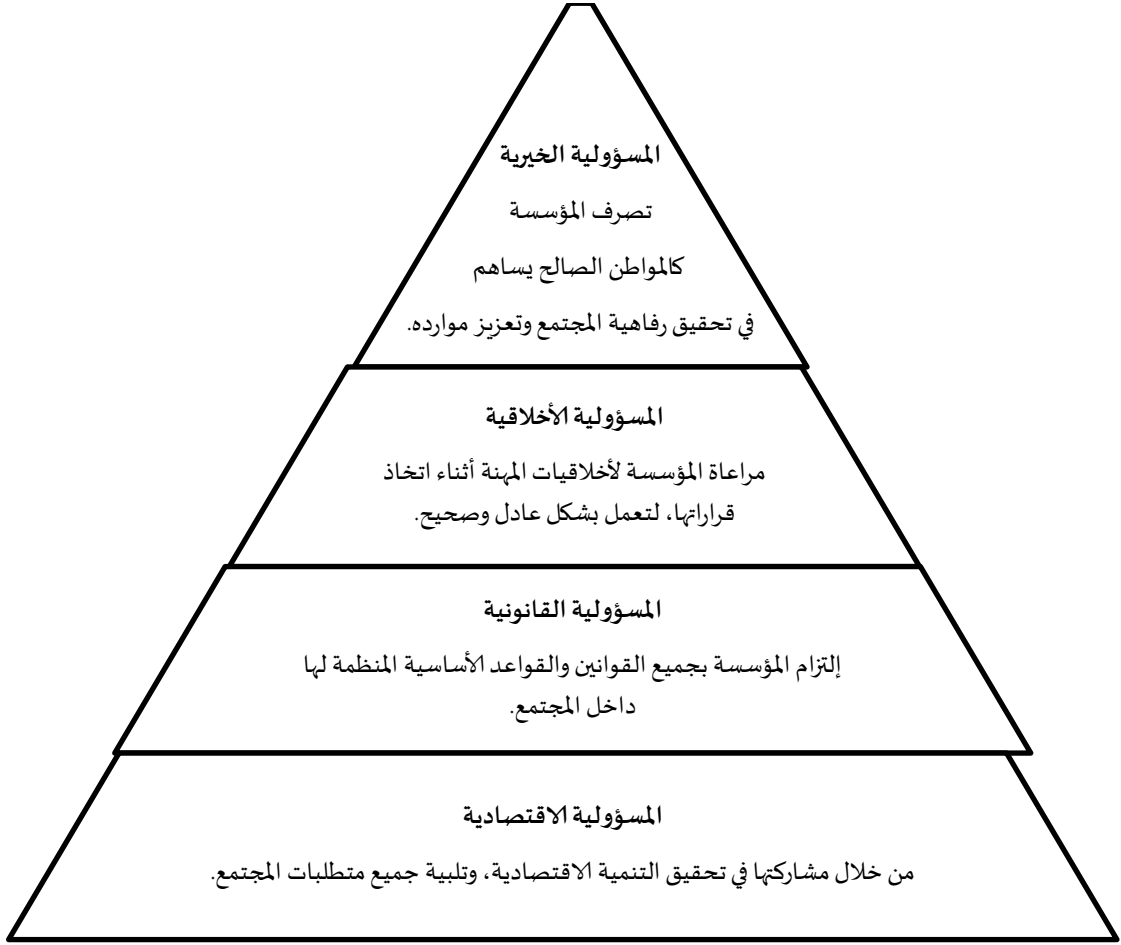 المسؤولية الخيرية
تصرف المؤسسة
كالمواطن الصالح يساهم
في تحقيق رفاهية المجتمع وتعزيز موارده.
المسؤولية الأخلاقية
مراعاة المؤسسة لأخلاقيات المهنة أثناء اتخاذ
قراراتها، لتعمل بشكل عادل وصحيح.
المسؤولية القانونية
إلتزام المؤسسة بجميع القوانين والقواعد الأساسية المنظمة لها
داخل المجتمع.
المسؤولية الاقتصادية
من خلال مشاركتها في تحقيق التنمية الاقتصادية، وتلبية جميع متطلبات المجتمع.